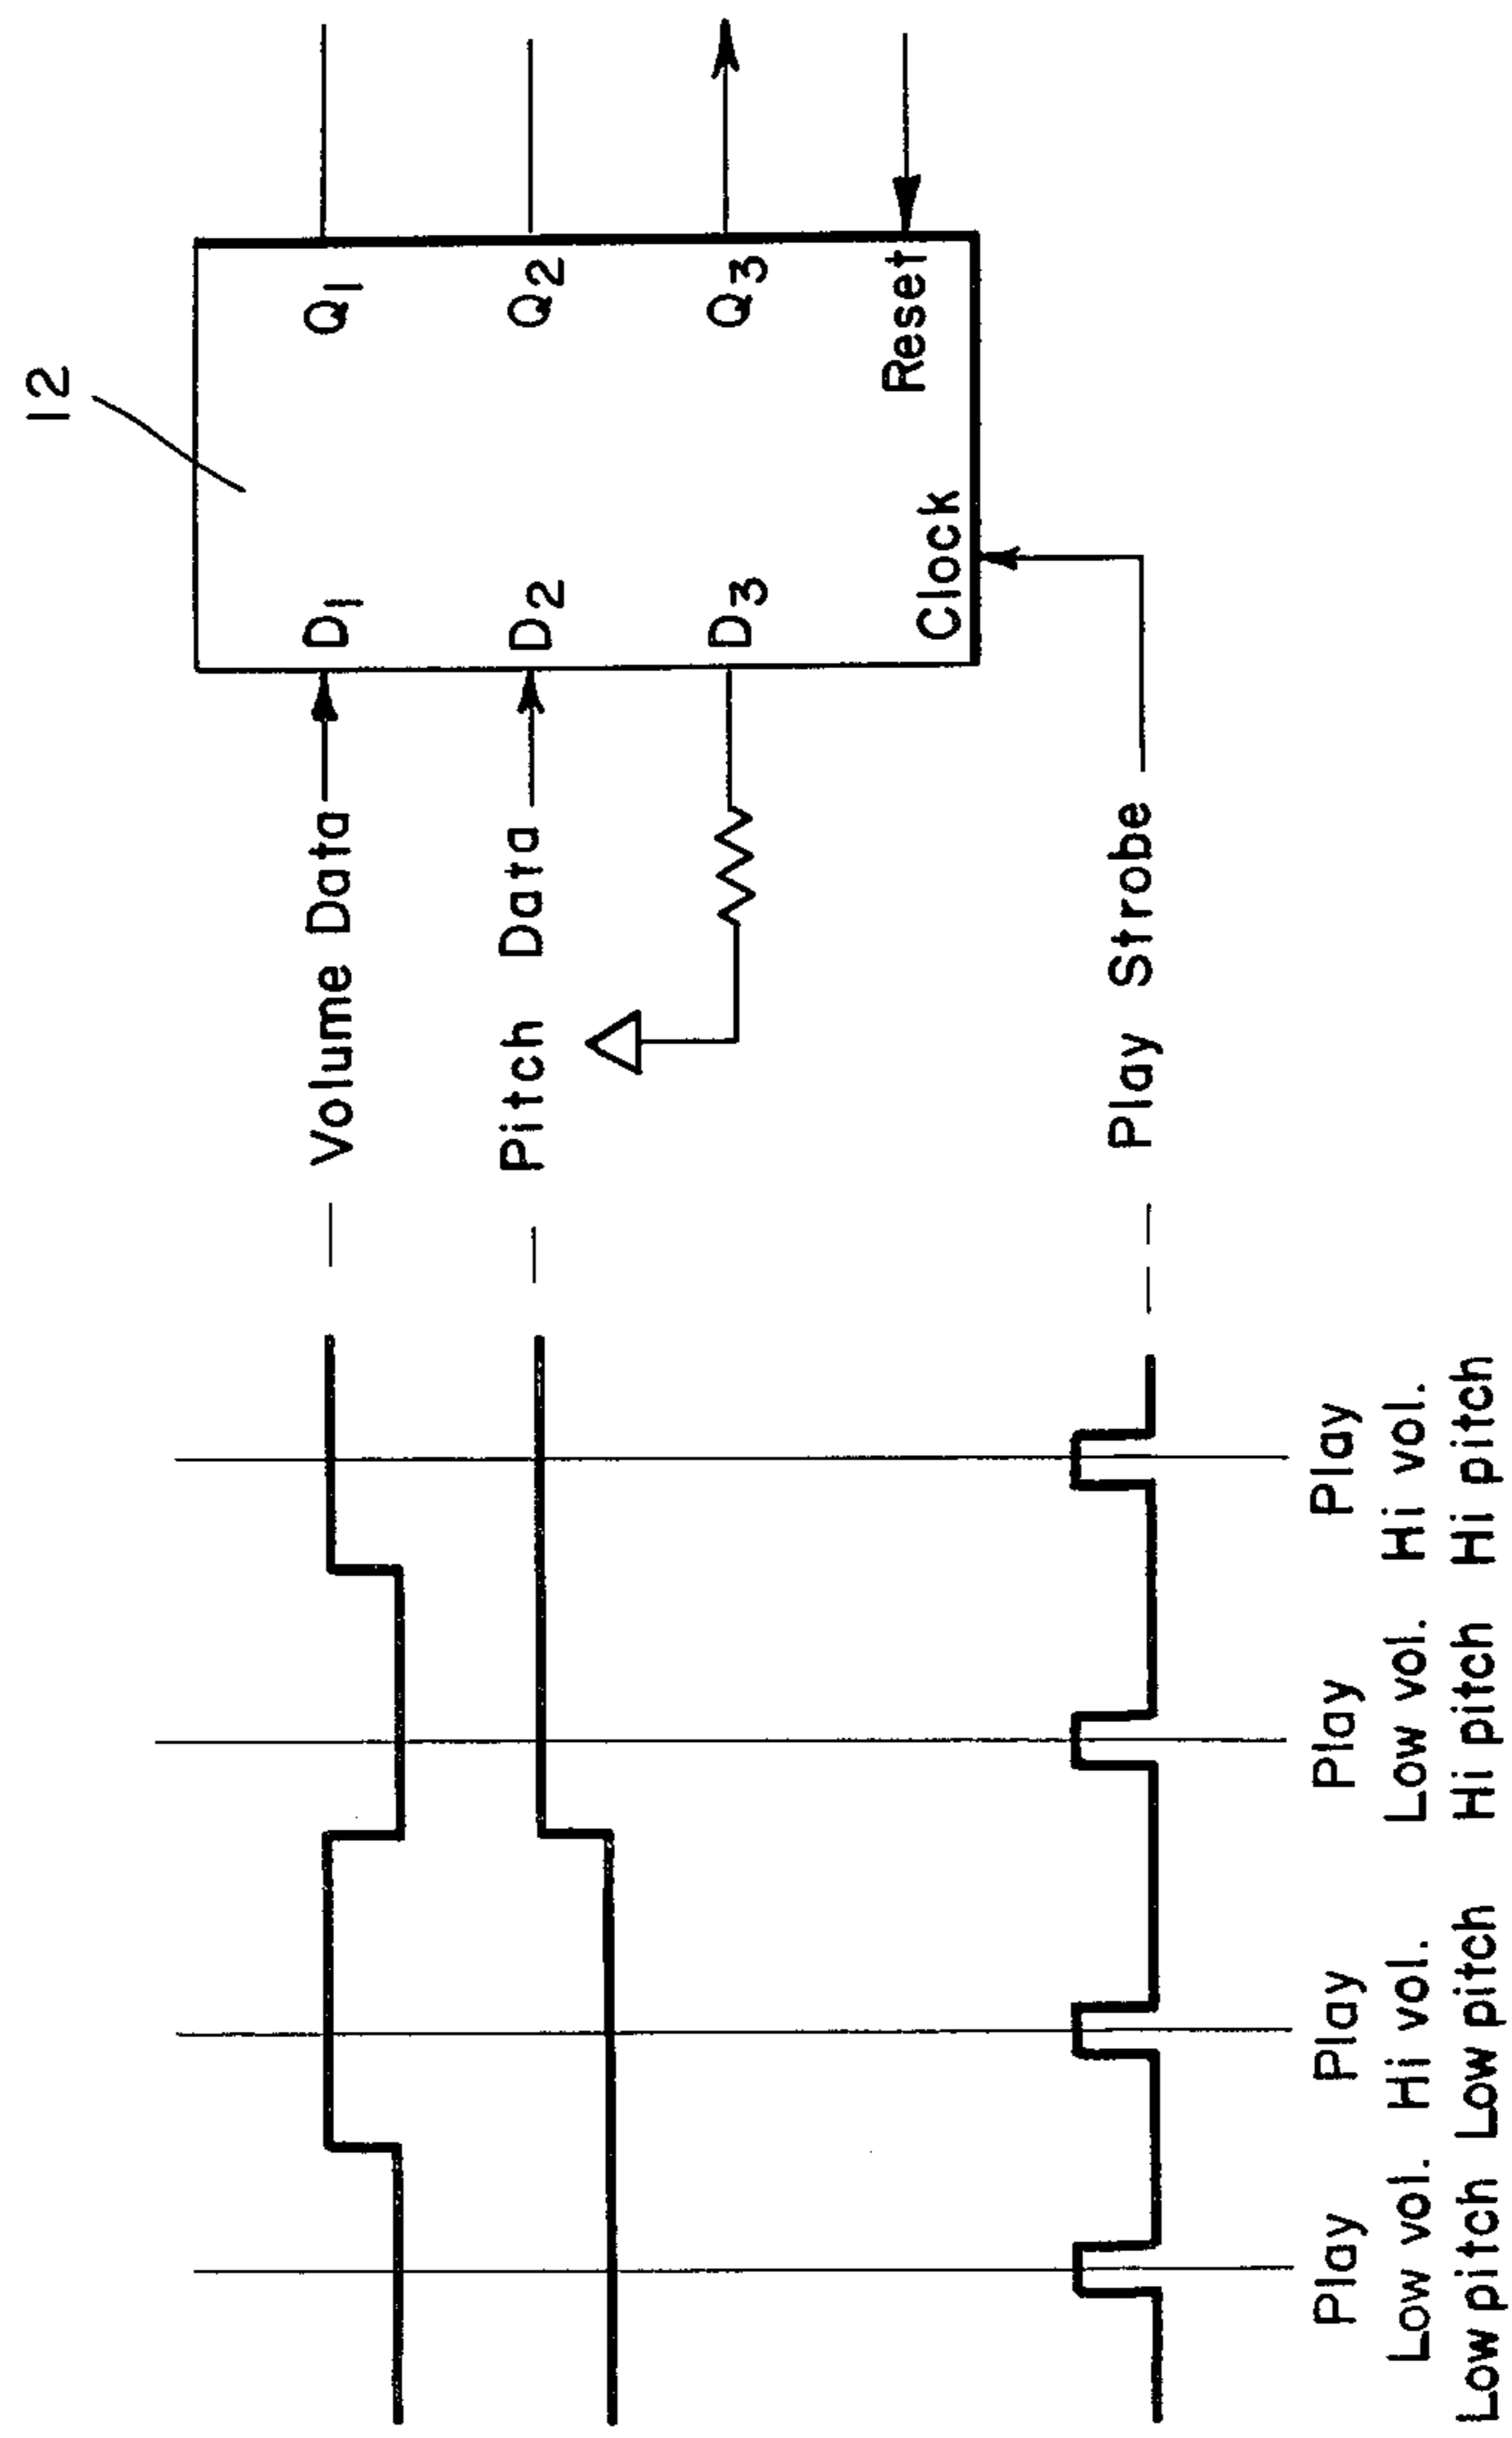 12
D1
Q1
D2
Q2
D3
Q3
Clock
Reset
Volume Data
Pitch Data
Play Strobe
Play Play Play Play
Low vol. Hi vol. Low vol. Hi vol.
Low pitch Low pitch Hi pitch Hi pitch